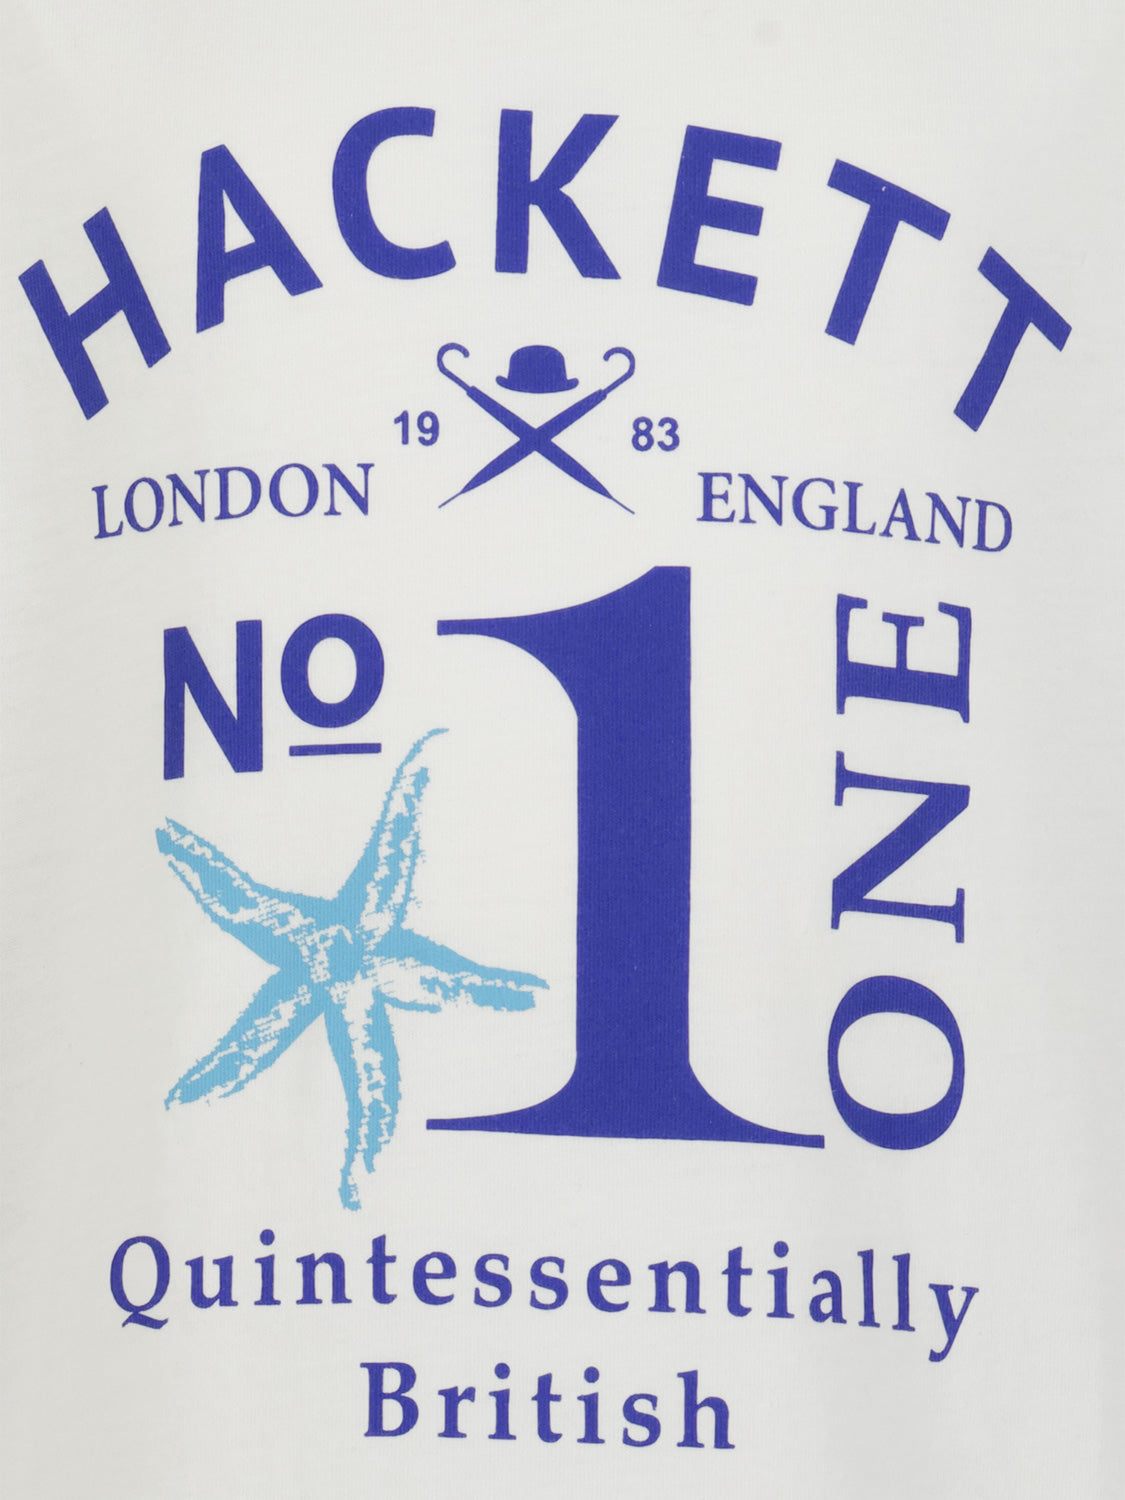 HACKETT
19 83
LONDON ENGLAND
Nº 1
ONE
Quintessentially
British